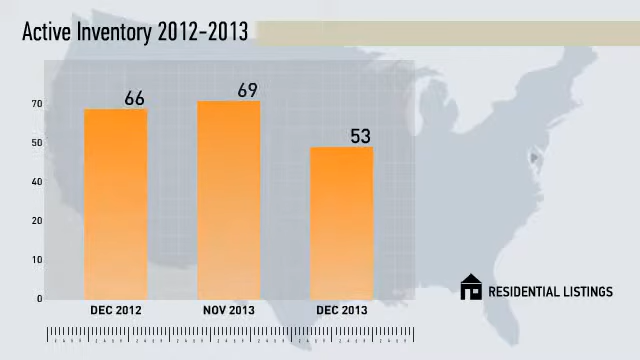 Active Inventory 2012-2013
66
69
53
70
50
40
20
10
0
DEC 2012
NOV 2013
DEC 2013
RESIDENTIAL LISTINGS